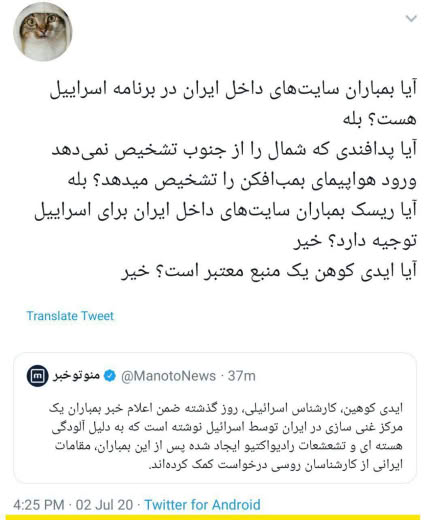 آیا بمباران سایت‌های داخل ایران در برنامه اسراییل
هست؟ بله
آیا پدافندی که شمال را از جنوب تشخیص نمی‌دهد
ورود هواپیمای بمب‌افکن را تشخیص میدهد؟ بله
آیا ریسک بمباران سایت‌های داخل ایران برای اسراییل
توجیه دارد؟ خیر
آیا ایدی کوهن یک منبع معتبر است؟ خیر
Translate Tweet
منوتوخبر @ManotoNews · 37m
ایدی کوهین، کارشناس اسرائیلی، روز گذشته ضمن اعلام خبر بمباران یک
مرکز غنی سازی در ایران توسط اسرائیل نوشته است که به دلیل آلودگی
هسته ای و تشعشعات رادیواکتیو ایجاد شده پس از این بمباران، مقامات
ایرانی از کارشناسان روسی درخواست کمک کرده‌اند.
4:25 PM · 02 Jul 20 · Twitter for Android